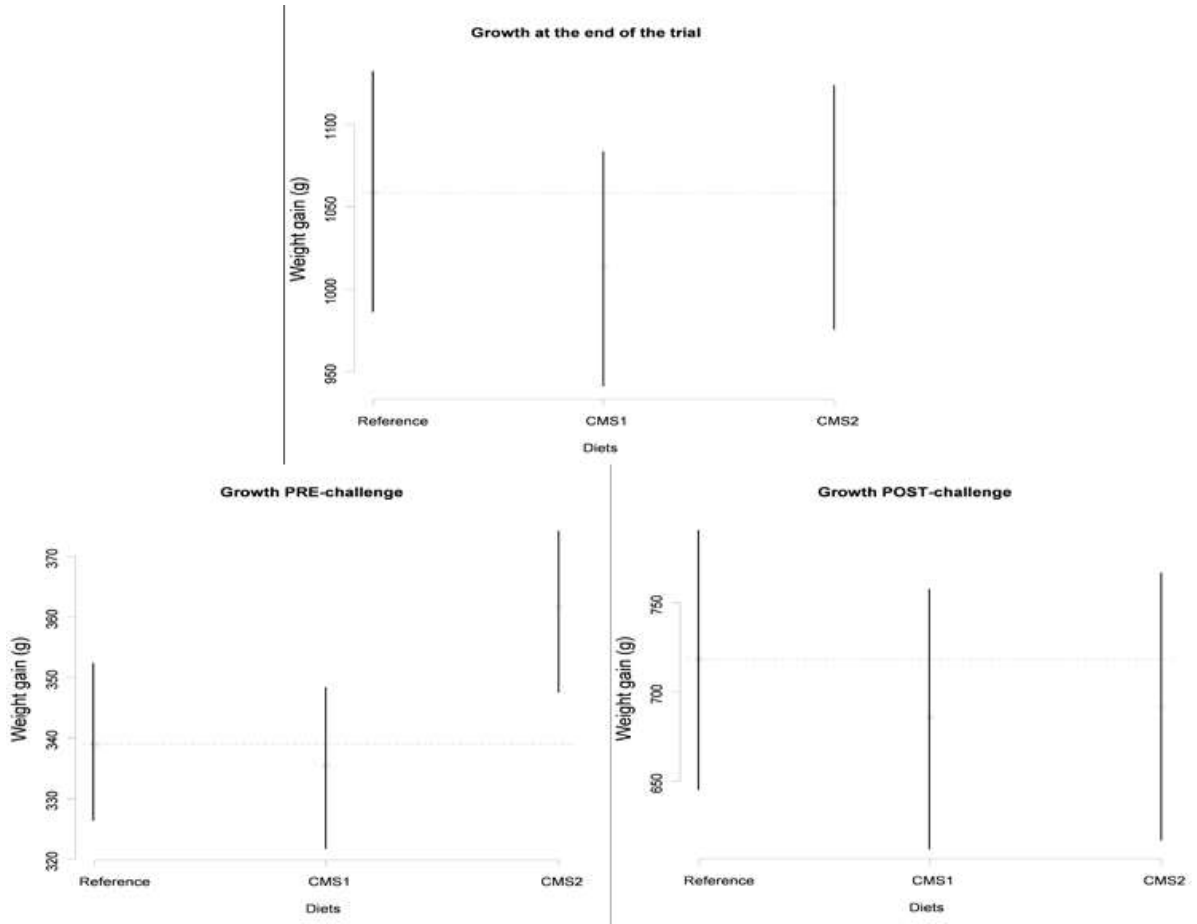 Growth at the end of the trial
Weight gain (g)
1100
1050
1000
950
Reference CMS1 CMS2
Diets
Growth PRE-challenge
Weight gain (g)
370
360
350
340
330
320
Reference CMS1 CMS2
Diets
Growth POST-challenge
Weight gain (g)
750
700
650
Reference CMS1 CMS2
Diets